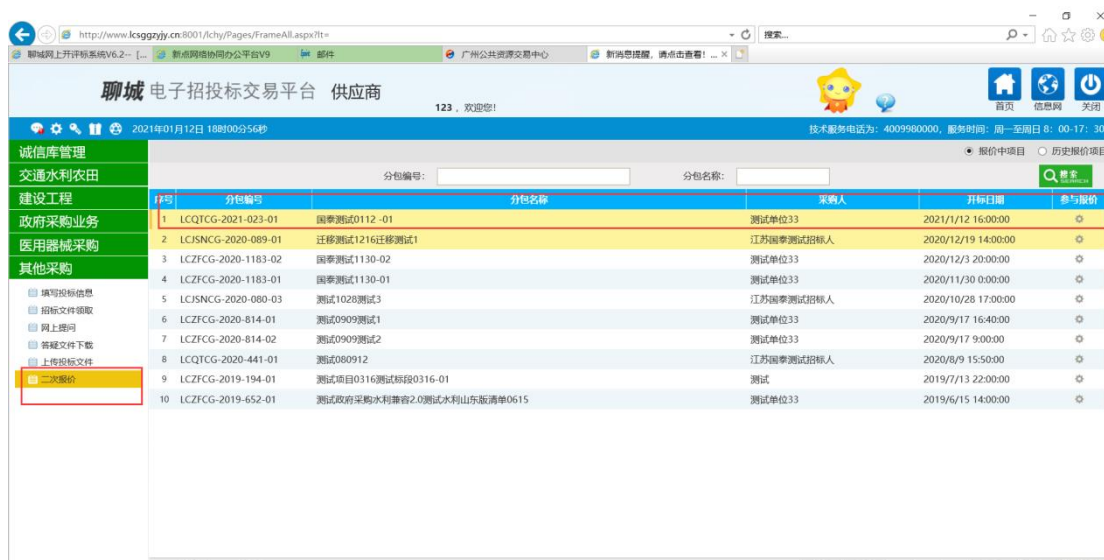 http://www.lcsggzyjy.cn:8001/lchy/Pages/FrameAll.aspx?lt=
搜索...
聊城网上开评标系统V6.2-- [...
新点网络协同办公平台V9
邮件
广州公共资源交易中心
新消息提醒，请点击查看！ ...
聊城 电子招投标交易平台 供应商
123 ，欢迎您!
首页 信息网 关闭
2021年01月12日 18时00分56秒
技术服务电话为：4009980000，服务时间：周一至周日 8：00-17：30
诚信库管理
交通水利农田
建设工程
政府采购业务
医用器械采购
其他采购
填写投标信息
招标文件领取
网上提问
答疑文件下载
上传投标文件
二次报价
报价中项目 历史报价项目
分包编号： 分包名称： 搜索 SEARCH
序号 分包编号 分包名称 采购人 开标日期 参与报价
1 LCQTCG-2021-023-01 国泰测试0112 -01 测试单位33 2021/1/12 16:00:00
2 LCJSNCG-2020-089-01 迁移测试1216迁移测试1 江苏国泰测试招标人 2020/12/19 14:00:00
3 LCZFCG-2020-1183-02 国泰测试1130-02 测试单位33 2020/12/3 20:00:00
4 LCZFCG-2020-1183-01 国泰测试1130-01 测试单位33 2020/11/30 0:00:00
5 LCJSNCG-2020-080-03 测试1028测试3 江苏国泰测试招标人 2020/10/28 17:00:00
6 LCZFCG-2020-814-01 测试0909测试1 测试单位33 2020/9/17 16:40:00
7 LCZFCG-2020-814-02 测试0909测试2 测试单位33 2020/9/17 9:00:00
8 LCQTCG-2020-441-01 测试080912 江苏国泰测试招标人 2020/8/9 15:50:00
9 LCZFCG-2019-194-01 测试项目0316测试标段0316-01 测试 2019/7/13 22:00:00
10 LCZFCG-2019-652-01 测试政府采购水利兼容2.0测试水利山东版清单0615 测试单位33 2019/6/15 14:00:00